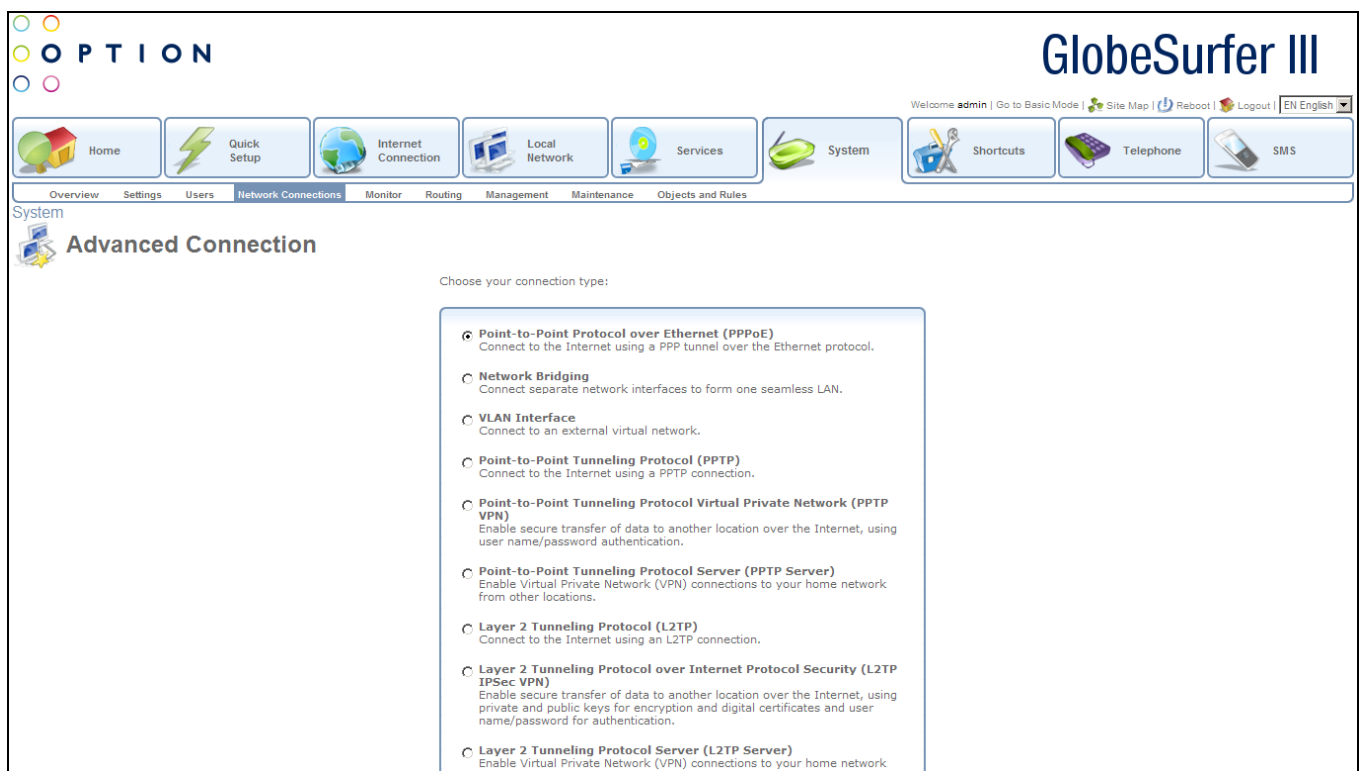 OPTION
GlobeSurfer III
Welcome admin | Go to Basic Mode | Site Map | Reboot | Logout | EN English
Home
Quick
Setup
Internet
Connection
Local
Network
Services
System
Shortcuts
Telephone
SMS
Overview Settings Users Network Connections Monitor Routing Management Maintenance Objects and Rules
System
Advanced Connection
Choose your connection type:
Point-to-Point Protocol over Ethernet (PPPoE)
Connect to the Internet using a PPP tunnel over the Ethernet protocol.
Network Bridging
Connect separate network interfaces to form one seamless LAN.
VLAN Interface
Connect to an external virtual network.
Point-to-Point Tunneling Protocol (PPTP)
Connect to the Internet using a PPTP connection.
Point-to-Point Tunneling Protocol Virtual Private Network (PPTP
VPN)
Enable secure transfer of data to another location over the Internet, using
user name/password authentication.
Point-to-Point Tunneling Protocol Server (PPTP Server)
Enable Virtual Private Network (VPN) connections to your home network
from other locations.
Layer 2 Tunneling Protocol (L2TP)
Connect to the Internet using an L2TP connection.
Layer 2 Tunneling Protocol over Internet Protocol Security (L2TP
IPSec VPN)
Enable secure transfer of data to another location over the Internet, using
private and public keys for encryption and digital certificates and user
name/password for authentication.
Layer 2 Tunneling Protocol Server (L2TP Server)
Enable Virtual Private Network (VPN) connections to your home network